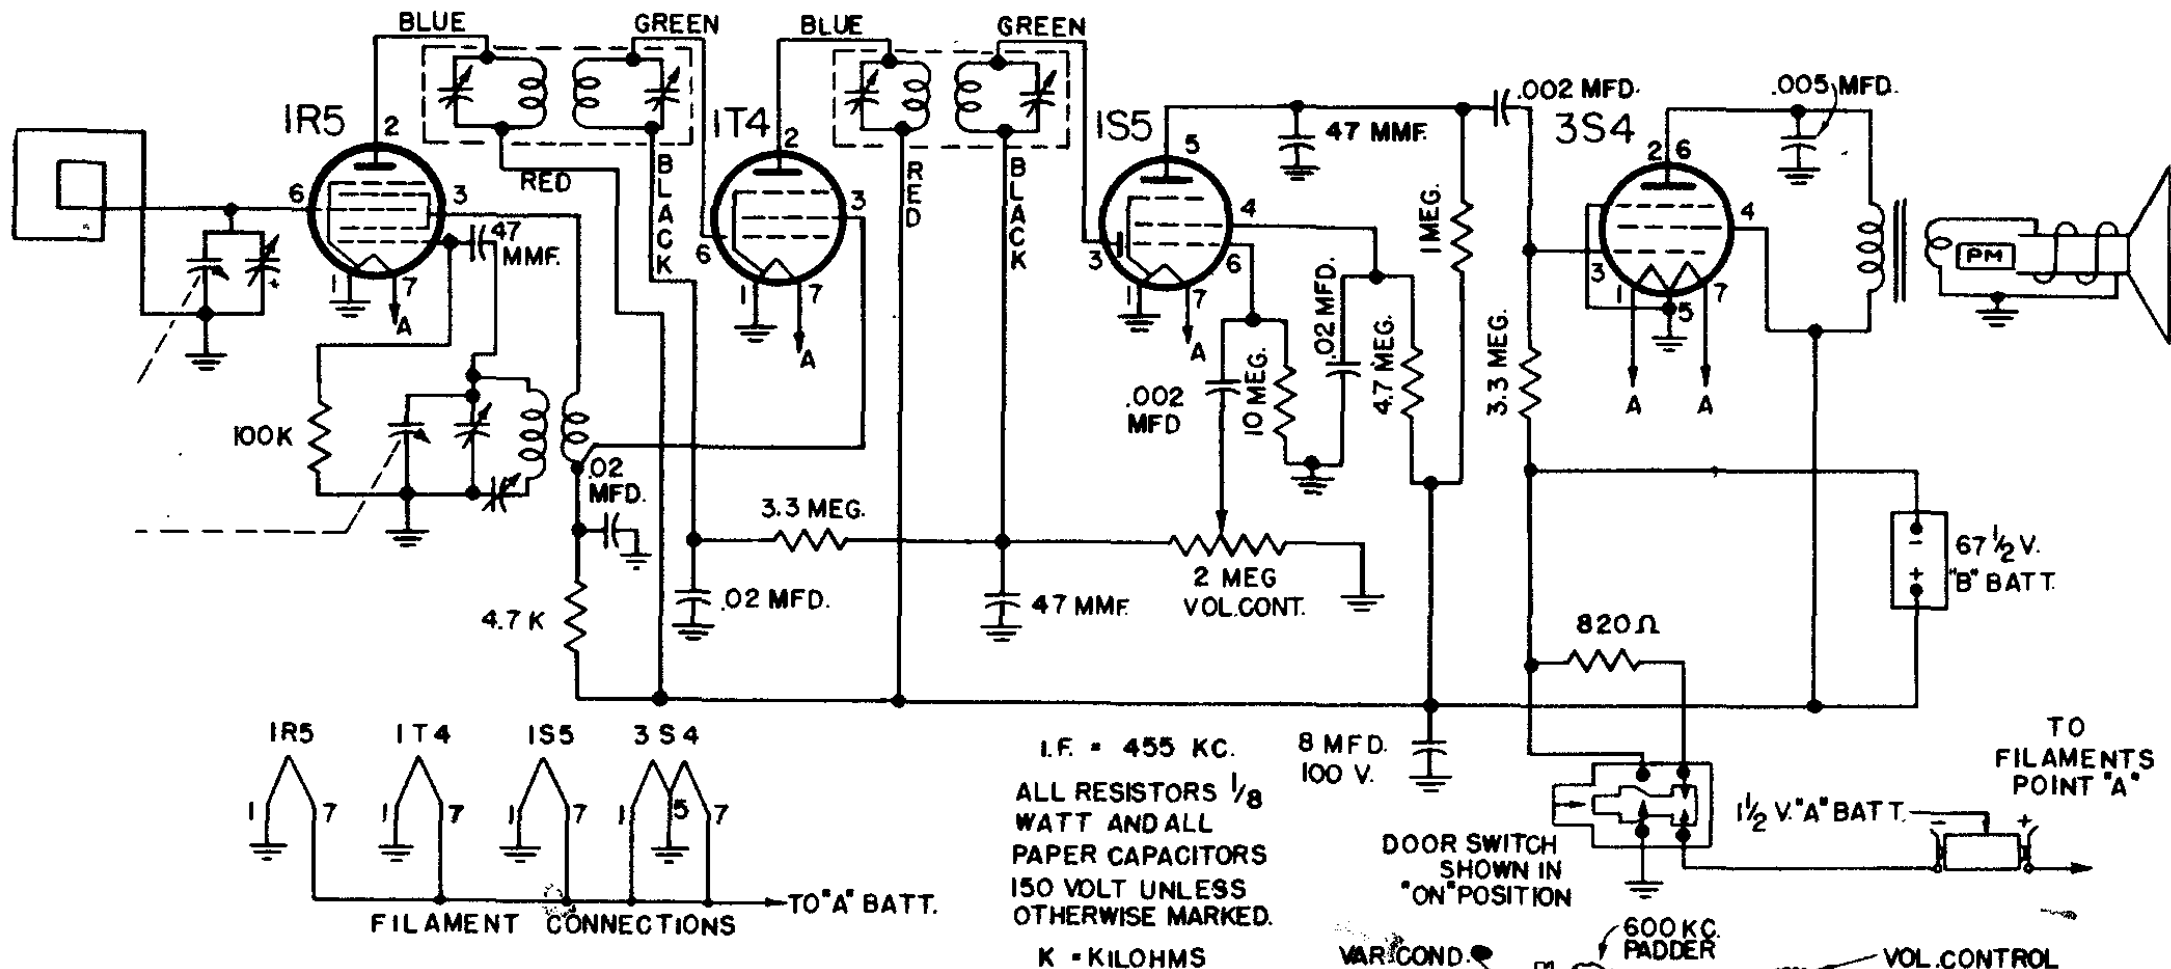 BLUE
GREEN
BLUE
GREEN
1R5
2
6
3
1
7
A
47
MMF.
RED
BLACK
1T4
2
3
6
1
7
A
RED
BLACK
1S5
5
4
3
6
1
7
A
47 MMF.
.002 MFD.
3S4
2 6
4
3
1
5
7
A
A
.005 MFD.
PM
1 MEG.
.02 MFD.
4.7 MEG.
3.3 MEG.
.002
MFD
10 MEG.
100K
.02
MFD.
3.3 MEG.
4.7 K
.02 MFD.
47 MMF.
2 MEG
VOL.CONT.
-
+
67 1/2 V.
"B" BATT.
820Ω
8 MFD.
100 V.
1R5
1T4
1S5
3S4
1
7
1
7
1
7
1
5
7
TO "A" BATT.
FILAMENT CONNECTIONS
I.F. = 455 KC.
ALL RESISTORS 1/8
WATT AND ALL
PAPER CAPACITORS
150 VOLT UNLESS
OTHERWISE MARKED.
K = KILOHMS
DOOR SWITCH
SHOWN IN
"ON" POSITION
TO
FILAMENTS
POINT "A"
1 1/2 V. "A" BATT.
-
+
VAR COND.
600 KC.
PADDER
VOL. CONTROL